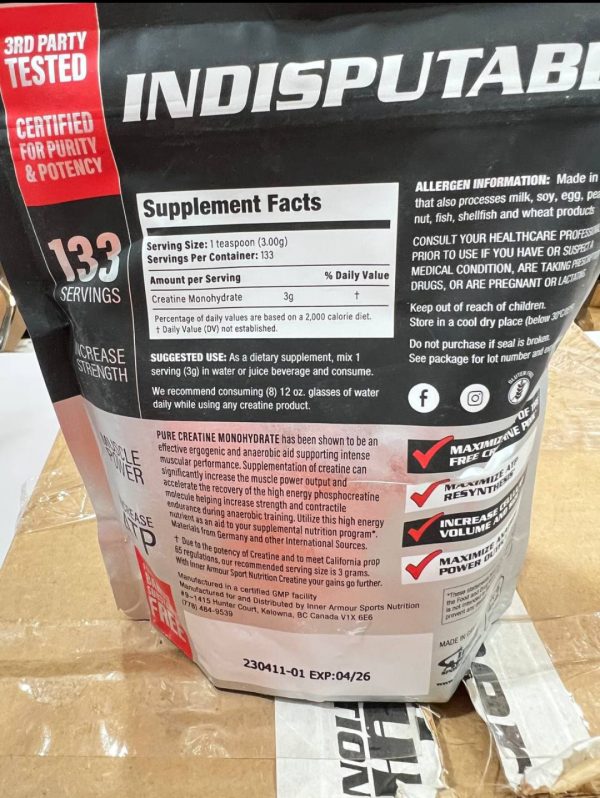 3RD PARTY
TESTED
CERTIFIED
FOR PURITY
& POTENCY
INDISPUTABL
133
SERVINGS
STRENGTH
Supplement Facts
Serving Size: 1 teaspoon (3.00g)
Servings Per Container: 133
Amount per Serving % Daily Value
Creatine Monohydrate 3g †
Percentage of daily values are based on a 2,000 calorie diet.
† Daily Value (DV) not established.
SUGGESTED USE: As a dietary supplement, mix 1
serving (3g) in water or juice beverage and consume.
We recommend consuming (8) 12 oz. glasses of water
daily while using any creatine product.
ALLERGEN INFORMATION: Made in
that also processes milk, soy, egg,
nut, fish, shellfish and wheat products
CONSULT YOUR HEALTHCARE
PRIOR TO USE IF YOU HAVE OR SUSPECT A
MEDICAL CONDITION, ARE TAKING
DRUGS, OR ARE PREGNANT OR
Keep out of reach of children.
Store in a cool dry place (below
Do not purchase if seal is broken.
See package for lot number and
PURE CREATINE MONOHYDRATE has been shown to be an
effective ergogenic and anaerobic aid supporting intense
muscular performance. Supplementation of creatine can
significantly increase the muscle power output and
accelerate the recovery of the high energy phosphocreatine
molecule helping increase strength and contractile
endurance during anaerobic training. Utilize this high energy
nutrient as an aid to your supplemental nutrition program*.
Materials from Germany and other International Sources.
† Due to the potency of Creatine and to meet California prop
65 regulations, our recommended serving size is 3 grams.
With Inner Armour Sport Nutrition Creatine your gains go further.
Manufactured in a certified GMP facility
Manufactured for and Distributed by Inner Armour Sports Nutrition
#9-1415 Hunter Court, Kelowna, BC Canada V1X 6E6
(778) 484-9539
FREE
MAXIMIZE ATP
INCREASE
VOLUME
MAXIMIZE
POWER
MADE IN
230411-01 EXP:04/26